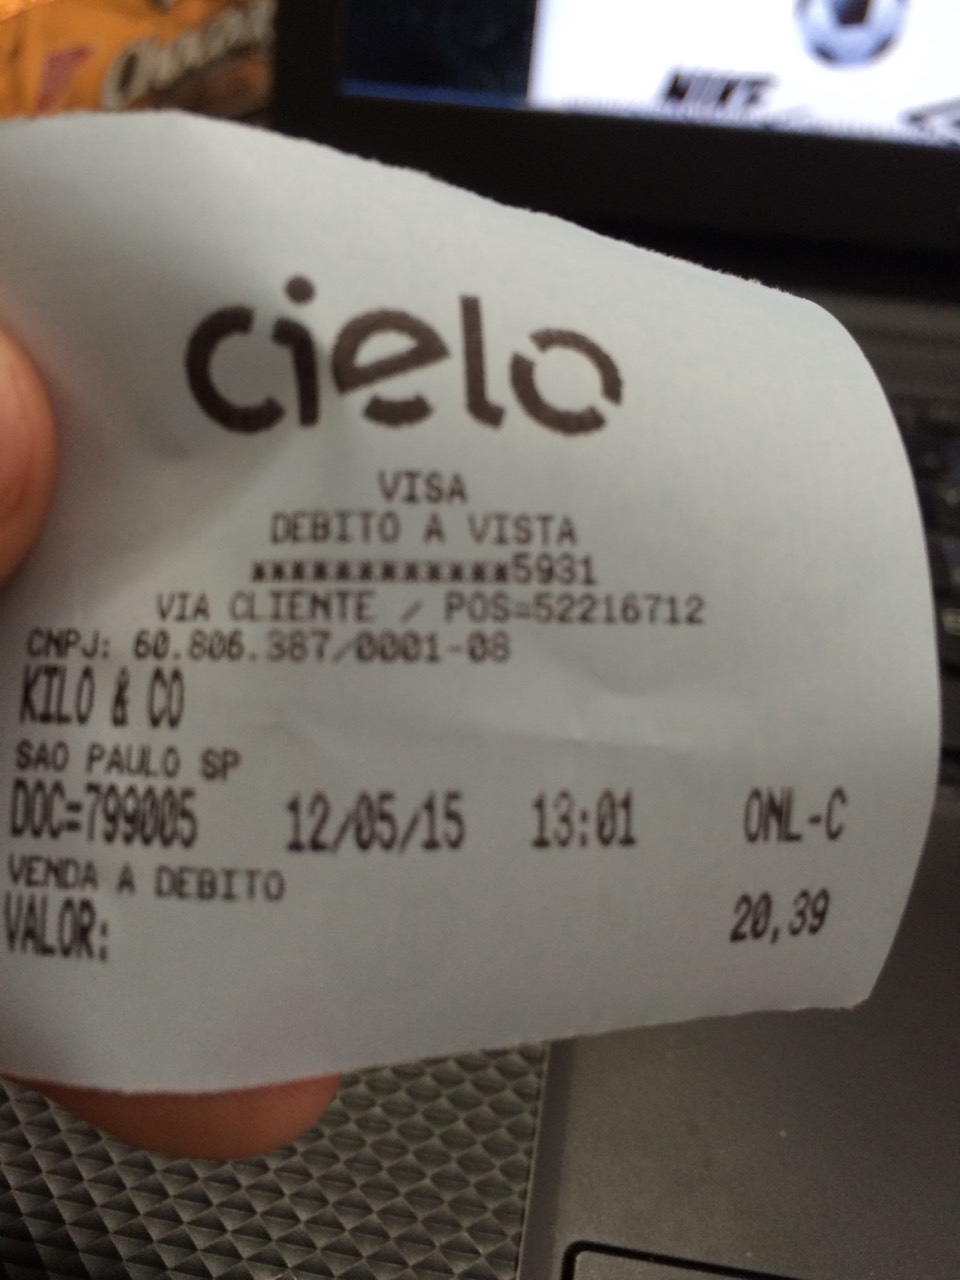 NIKE
cielo
VISA
DEBITO A VISTA
************5931
VIA CLIENTE / POS=52216712
CNPJ: 60.806.387/0001-08
KILO & CO
SAO PAULO SP
DOC=799005 12/05/15 13:01 ONL-C
VENDA A DEBITO
VALOR: 20,39